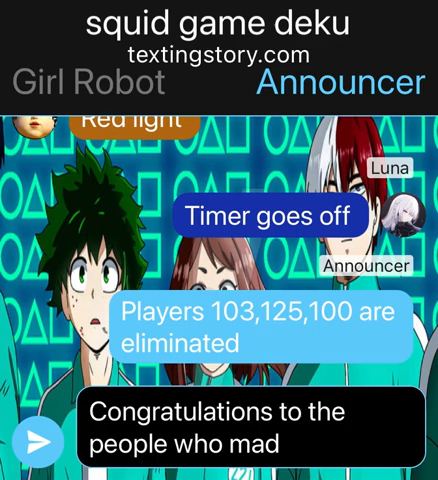 squid game deku
textingstory.com
Girl Robot Announcer
Red light
Luna
Timer goes off
Announcer
Players 103,125,100 are
eliminated
Congratulations to the
people who mad